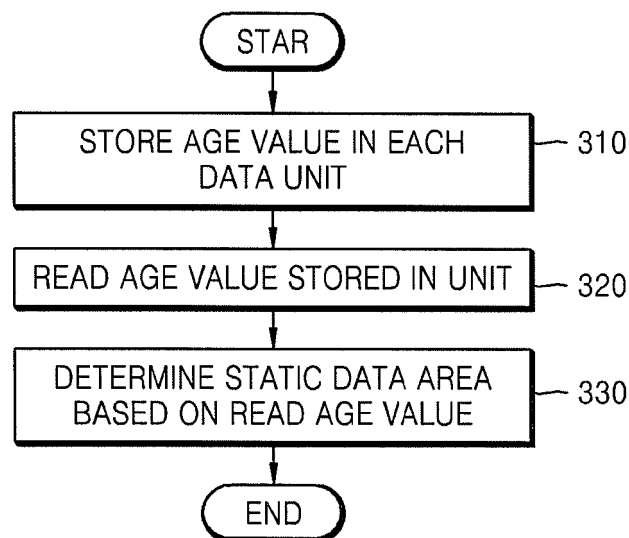 STAR
STORE AGE VALUE IN EACH
DATA UNIT
310
READ AGE VALUE STORED IN UNIT
320
DETERMINE STATIC DATA AREA
BASED ON READ AGE VALUE
330
END